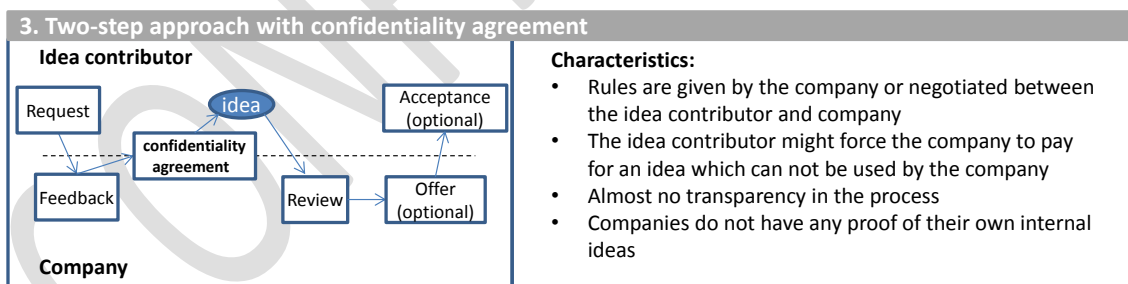 3. Two-step approach with confidentiality agreement
Idea contributor
Request
idea
Acceptance
(optional)
confidentiality
agreement
Feedback
Review
Offer
(optional)
Company
Characteristics:
• Rules are given by the company or negotiated between
the idea contributor and company
• The idea contributor might force the company to pay
for an idea which can not be used by the company
• Almost no transparency in the process
• Companies do not have any proof of their own internal
ideas